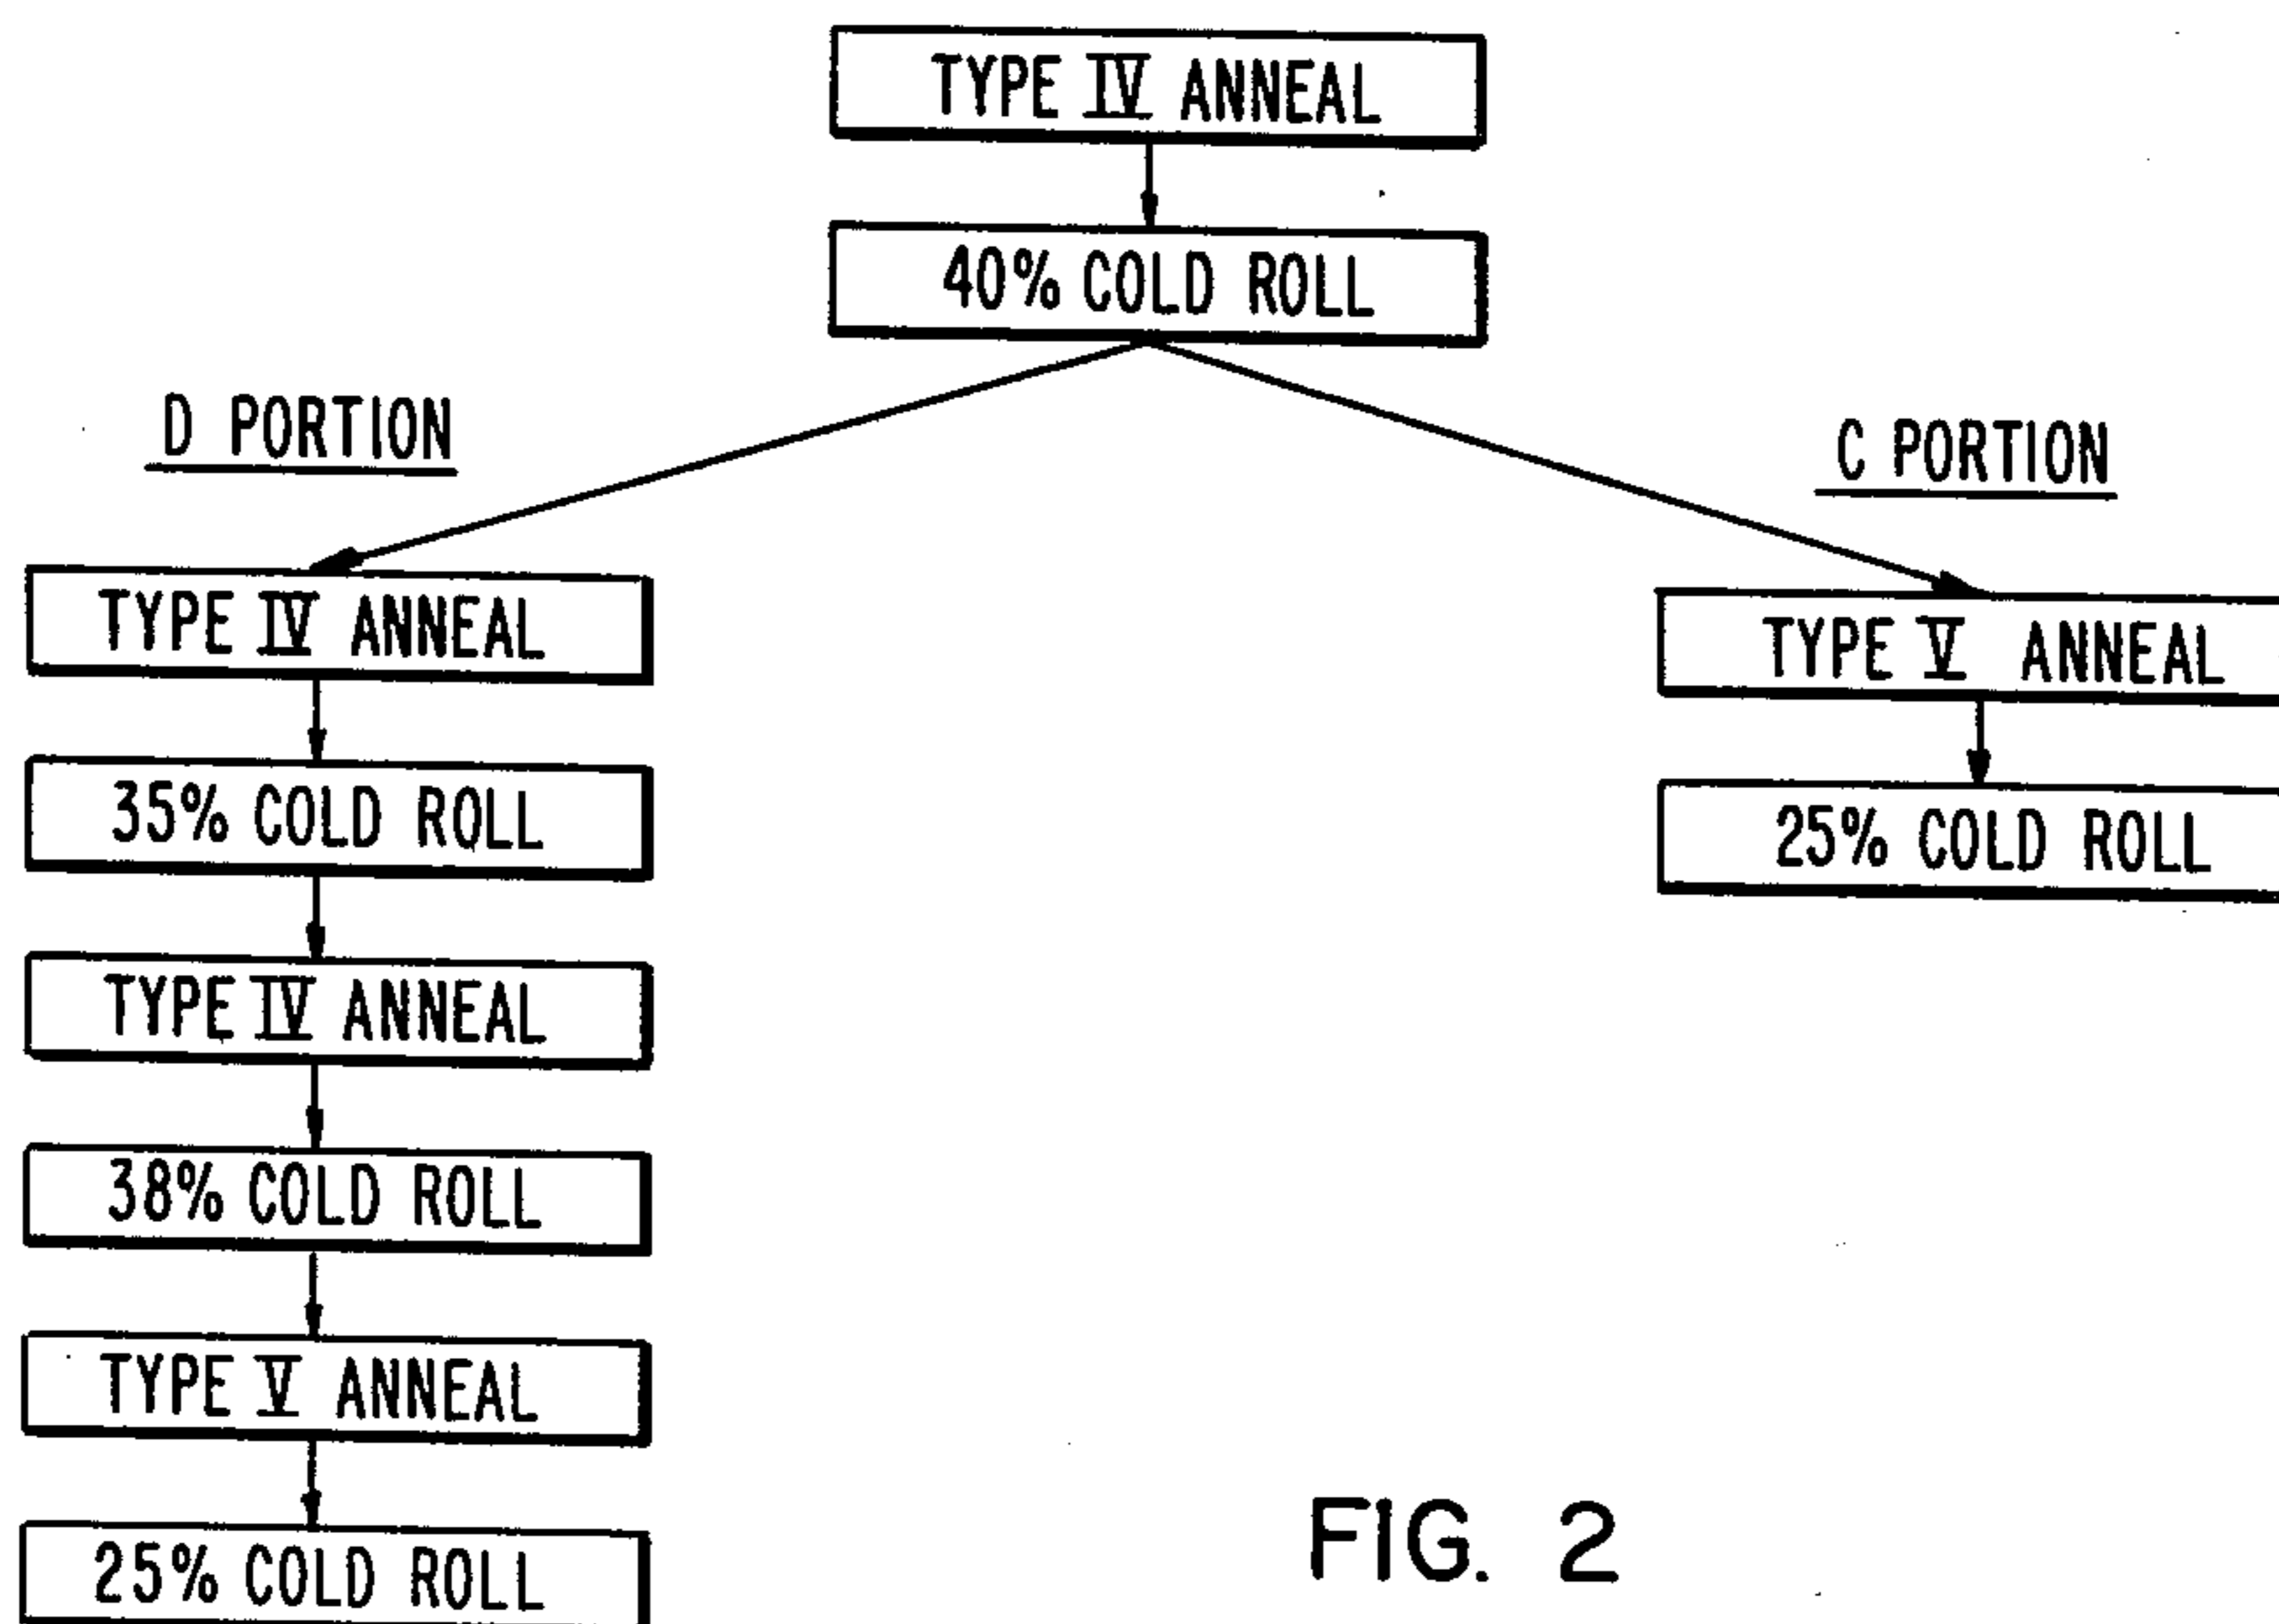 TYPE IV ANNEAL
40% COLD ROLL
D PORTION
TYPE IV ANNEAL
35% COLD ROLL
TYPE IV ANNEAL
38% COLD ROLL
TYPE V ANNEAL
25% COLD ROLL
C PORTION
TYPE V ANNEAL
25% COLD ROLL
FIG. 2